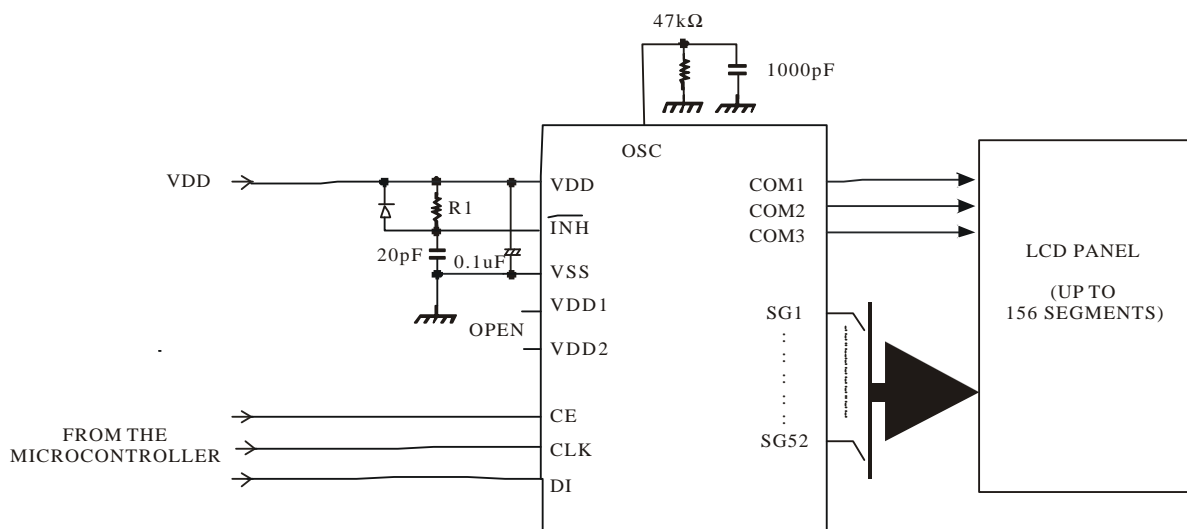 47kΩ
1000pF
OSC
VDD
VDD
COM1
R1
COM2
INH
COM3
20pF
0.1uF
VSS
LCD PANEL
(UP TO
156 SEGMENTS)
VDD1
SG1
OPEN
VDD2
CE
FROM THE
MICROCONTROLLER
CLK
SG52
DI